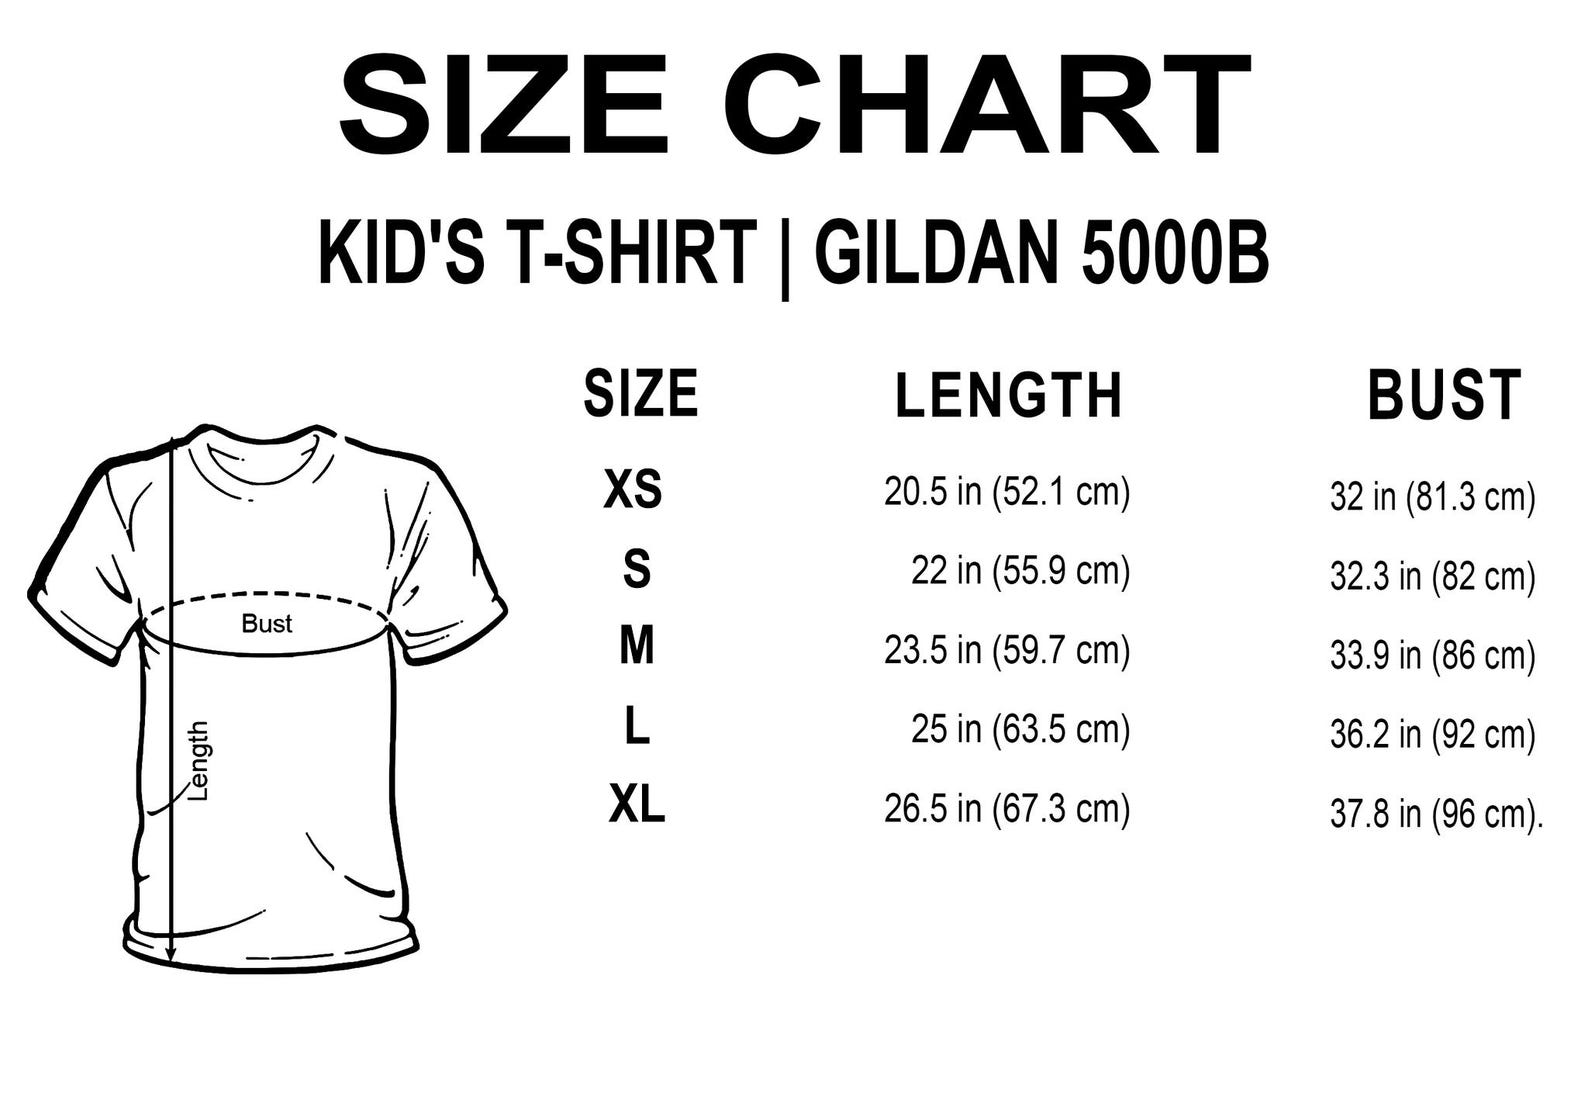 SIZE CHART
KID'S T-SHIRT | GILDAN 5000B
SIZE LENGTH BUST
XS 20.5 in (52.1 cm) 32 in (81.3 cm)
S 22 in (55.9 cm) 32.3 in (82 cm)
M 23.5 in (59.7 cm) 33.9 in (86 cm)
L 25 in (63.5 cm) 36.2 in (92 cm)
XL 26.5 in (67.3 cm) 37.8 in (96 cm).
Bust
Length